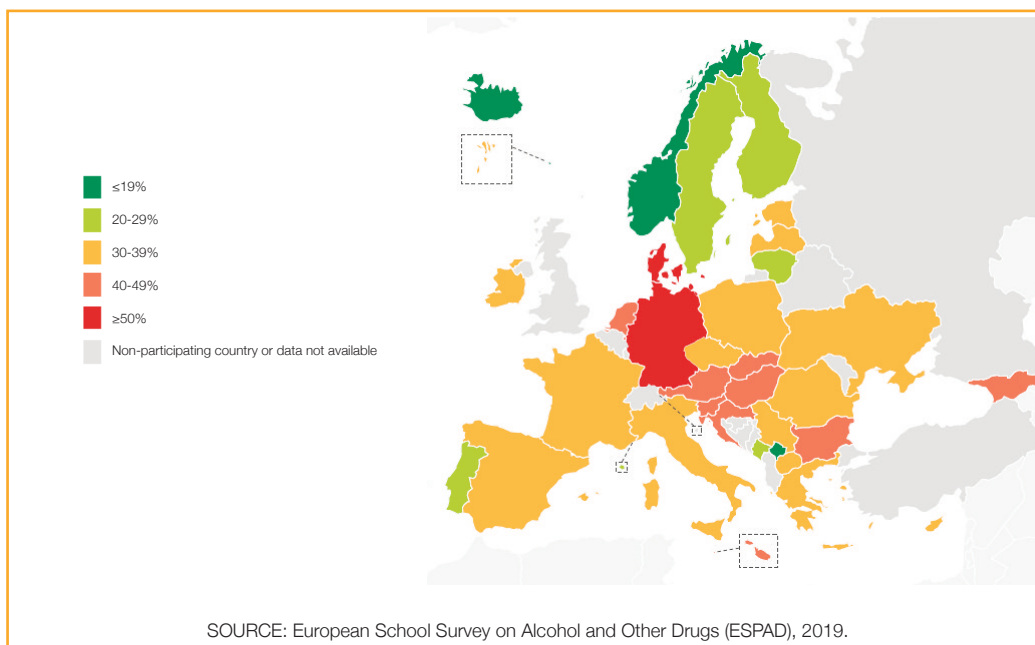 ≤19%
20-29%
30-39%
40-49%
≥50%
Non-participating country or data not available
SOURCE: European School Survey on Alcohol and Other Drugs (ESPAD), 2019.